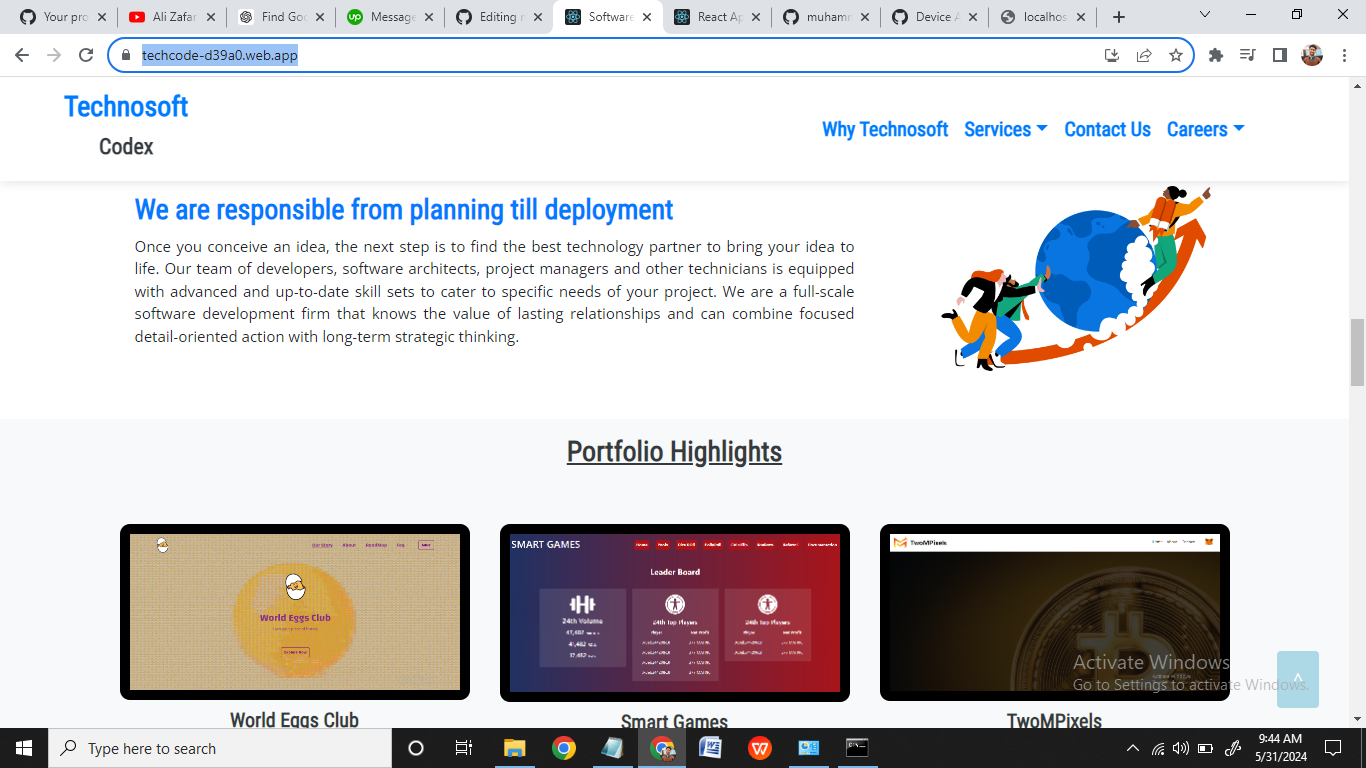 Your pro
Ali Zafar
Find Goo
Message
Editing r
Software
React Ap
muhamm
Device A
localhos
techcode-d39a0.web.app
Technosoft
Codex
Why Technosoft Services Contact Us Careers
We are responsible from planning till deployment
Once you conceive an idea, the next step is to find the best technology partner to bring your idea to
life. Our team of developers, software architects, project managers and other technicians is equipped
with advanced and up-to-date skill sets to cater to specific needs of your project. We are a full-scale
software development firm that knows the value of lasting relationships and can combine focused
detail-oriented action with long-term strategic thinking.
Portfolio Highlights
Our Story About RoadMap Faq
World Eggs Club
Explore Now
SMART GAMES
Home
Leader Board
24th Volume
24th Top Players
24th Top Players
TwoMPixels
Home About
World Eggs Club
Smart Games
TwoMPixels
Activate Windows
Go to Settings to activate Windows.
^
Type here to search
9:44 AM
5/31/2024